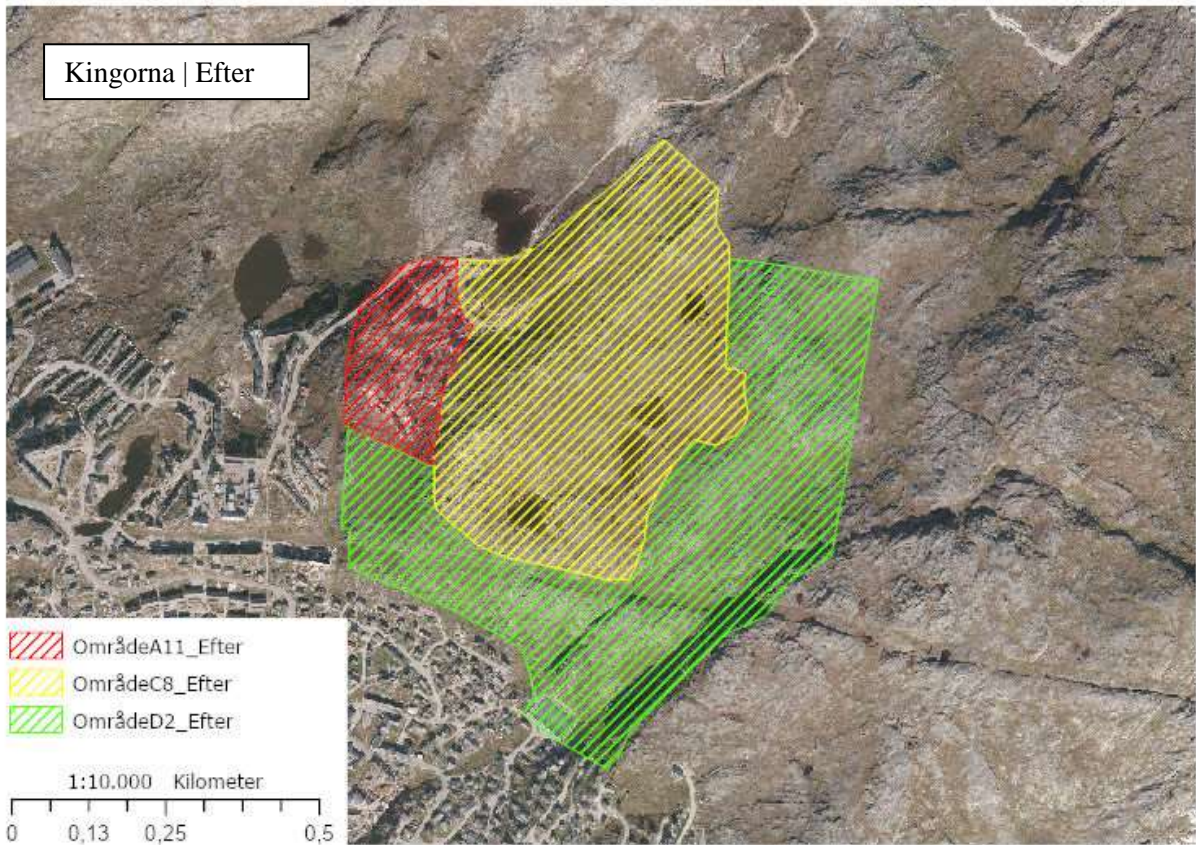 Kingorna | Efter
OmrådeA11_Efter
OmrådeC8_Efter
OmrådeD2_Efter
1:10.000 Kilometer
0 0,13 0,25 0,5